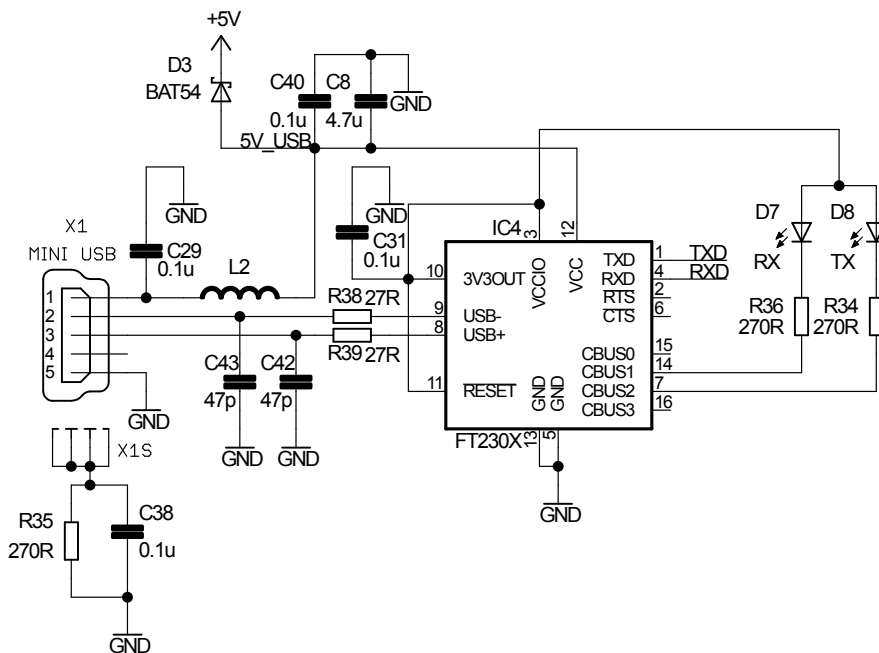 +5V
D3
BAT54
C40
0.1u
C8
4.7u
GND
5V_USB
X1
MINI USB
GND
C29
0.1u
L2
GND
C31
0.1u
1
2
3
4
5
R38
27R
R39
27R
C43
47p
C42
47p
GND
GND
GND
X1S
R35
270R
C38
0.1u
GND
IC4
3
12
10
9
8
11
3V3OUT
USB-
USB+
RESET
VCCIO
VCC
TXD
RXD
RTS
CTS
CBUS0
CBUS1
CBUS2
CBUS3
GND
GND
1
4
2
6
15
14
7
16
TXD
RXD
FT230X
13
5
GND
D7
RX
D8
TX
R36
270R
R34
270R